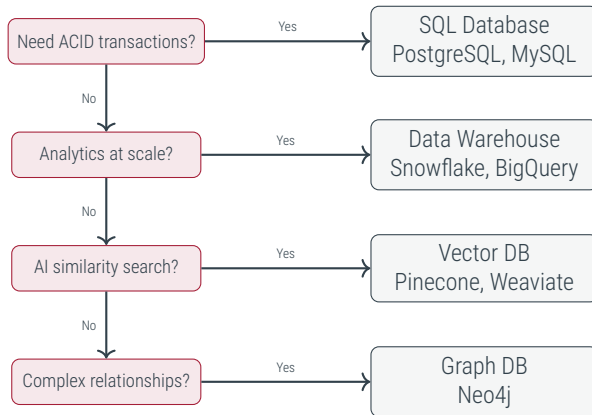 Need ACID transactions?
Yes
SQL Database
PostgreSQL, MySQL
No
Analytics at scale?
Yes
Data Warehouse
Snowflake, BigQuery
No
AI similarity search?
Yes
Vector DB
Pinecone, Weaviate
No
Complex relationships?
Yes
Graph DB
Neo4j